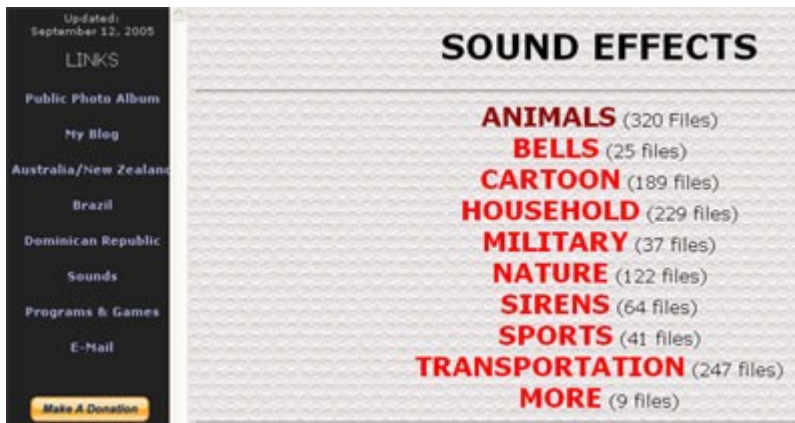 Updated:
September 12, 2005
LINKS
Public Photo Album
My Blog
Australia/New Zealand
Brazil
Dominican Republic
Sounds
Programs & Games
E-Mail
Make A Donation
SOUND EFFECTS
ANIMALS (320 Files)
BELLS (25 files)
CARTOON (189 files)
HOUSEHOLD (229 files)
MILITARY (37 files)
NATURE (122 files)
SIRENS (64 files)
SPORTS (41 files)
TRANSPORTATION (247 files)
MORE (9 files)